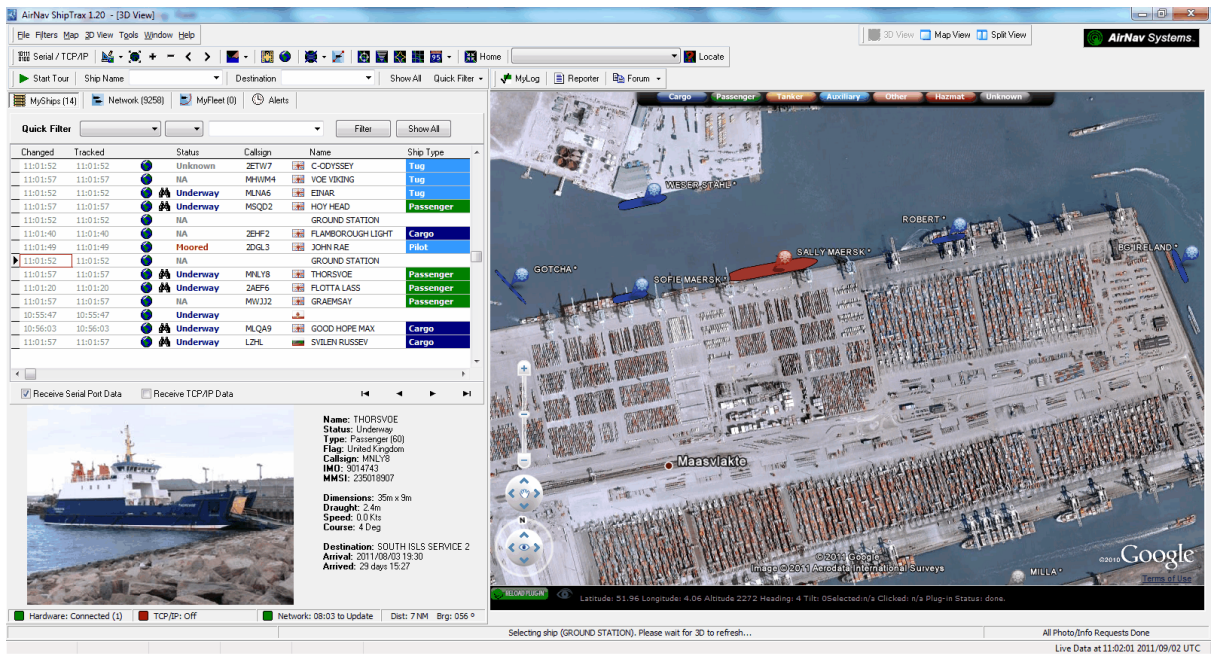 AirNav ShipTrax 1.20 - [3D View]
File Filters Map 3D View Tools Window Help
3D View Map View Split View
AirNav Systems
Serial / TCP/IP
95
Home
Locate
Start Tour Ship Name Destination Show All Quick Filter MyLog Reporter Forum
MyShips (14) Network (9258) MyFleet (0) Alerts
Cargo Passenger Tanker Auxiliary Other Hazmat Unknown
Quick Filter Filter Show All
Changed Tracked Status Callsign Name Ship Type
11:01:52 11:01:52 Unknown 2ETW7 C-ODYSSEY Tug
11:01:57 11:01:57 NA MHWM4 VOE VIKING Tug
11:01:52 11:01:52 Underway MLNA6 EINAR Tug
11:01:57 11:01:57 Underway MSQD2 HOY HEAD Passenger
11:01:52 11:01:52 NA GROUND STATION
11:01:40 11:01:40 NA 2EHF2 FLAMBOROUGH LIGHT Cargo
11:01:49 11:01:49 Moored 2DGL3 JOHN RAE Pilot
11:01:52 11:01:52 NA GROUND STATION
11:01:57 11:01:57 Underway MNLY8 THORSVOE Passenger
11:01:20 11:01:20 Underway 2AEF6 FLOTTA LASS Passenger
11:01:57 11:01:57 NA MWJJ2 GRAEMSAY Passenger
10:55:47 10:55:47 Underway
10:56:03 10:56:03 Underway MLQA9 GOOD HOPE MAX Cargo
11:01:57 11:01:57 Underway LZHL SVILEN RUSSEV Cargo
Receive Serial Port Data Receive TCP/IP Data
Name: THORSVOE
Status: Underway
Type: Passenger (60)
Flag: United Kingdom
Callsign: MNLY8
IMO: 9014743
MMSI: 235018907
Dimensions: 35m x 9m
Draught: 2.4m
Speed: 0.0 Kts
Course: 4 Deg
Destination: SOUTH ISLS SERVICE 2
Arrival: 2011/08/03 19:30
Arrived: 29 days 15:27
WESER STAHL*
ROBERT*
SALLY MAERSK*
BG IRELAND*
GOTCHA*
SOFIE MAERSK*
Maasvlakte
N
©2011 Google
Image © 2011 Aerodata International Surveys
©2010 Google
MILLA*
Terms of Use
RELOAD PLUG-IN
Latitude: 51.96 Longitude: 4.06 Altitude 2272 Heading: 4 Tilt: 0Selected:n/a Clicked: n/a Plug-in Status: done.
Hardware: Connected (1) TCP/IP: Off Network: 08:03 to Update Dist: 7 NM Brg: 056 º
Selecting ship (GROUND STATION). Please wait for 3D to refresh... All Photo/Info Requests Done
Live Data at 11:02:01 2011/09/02 UTC